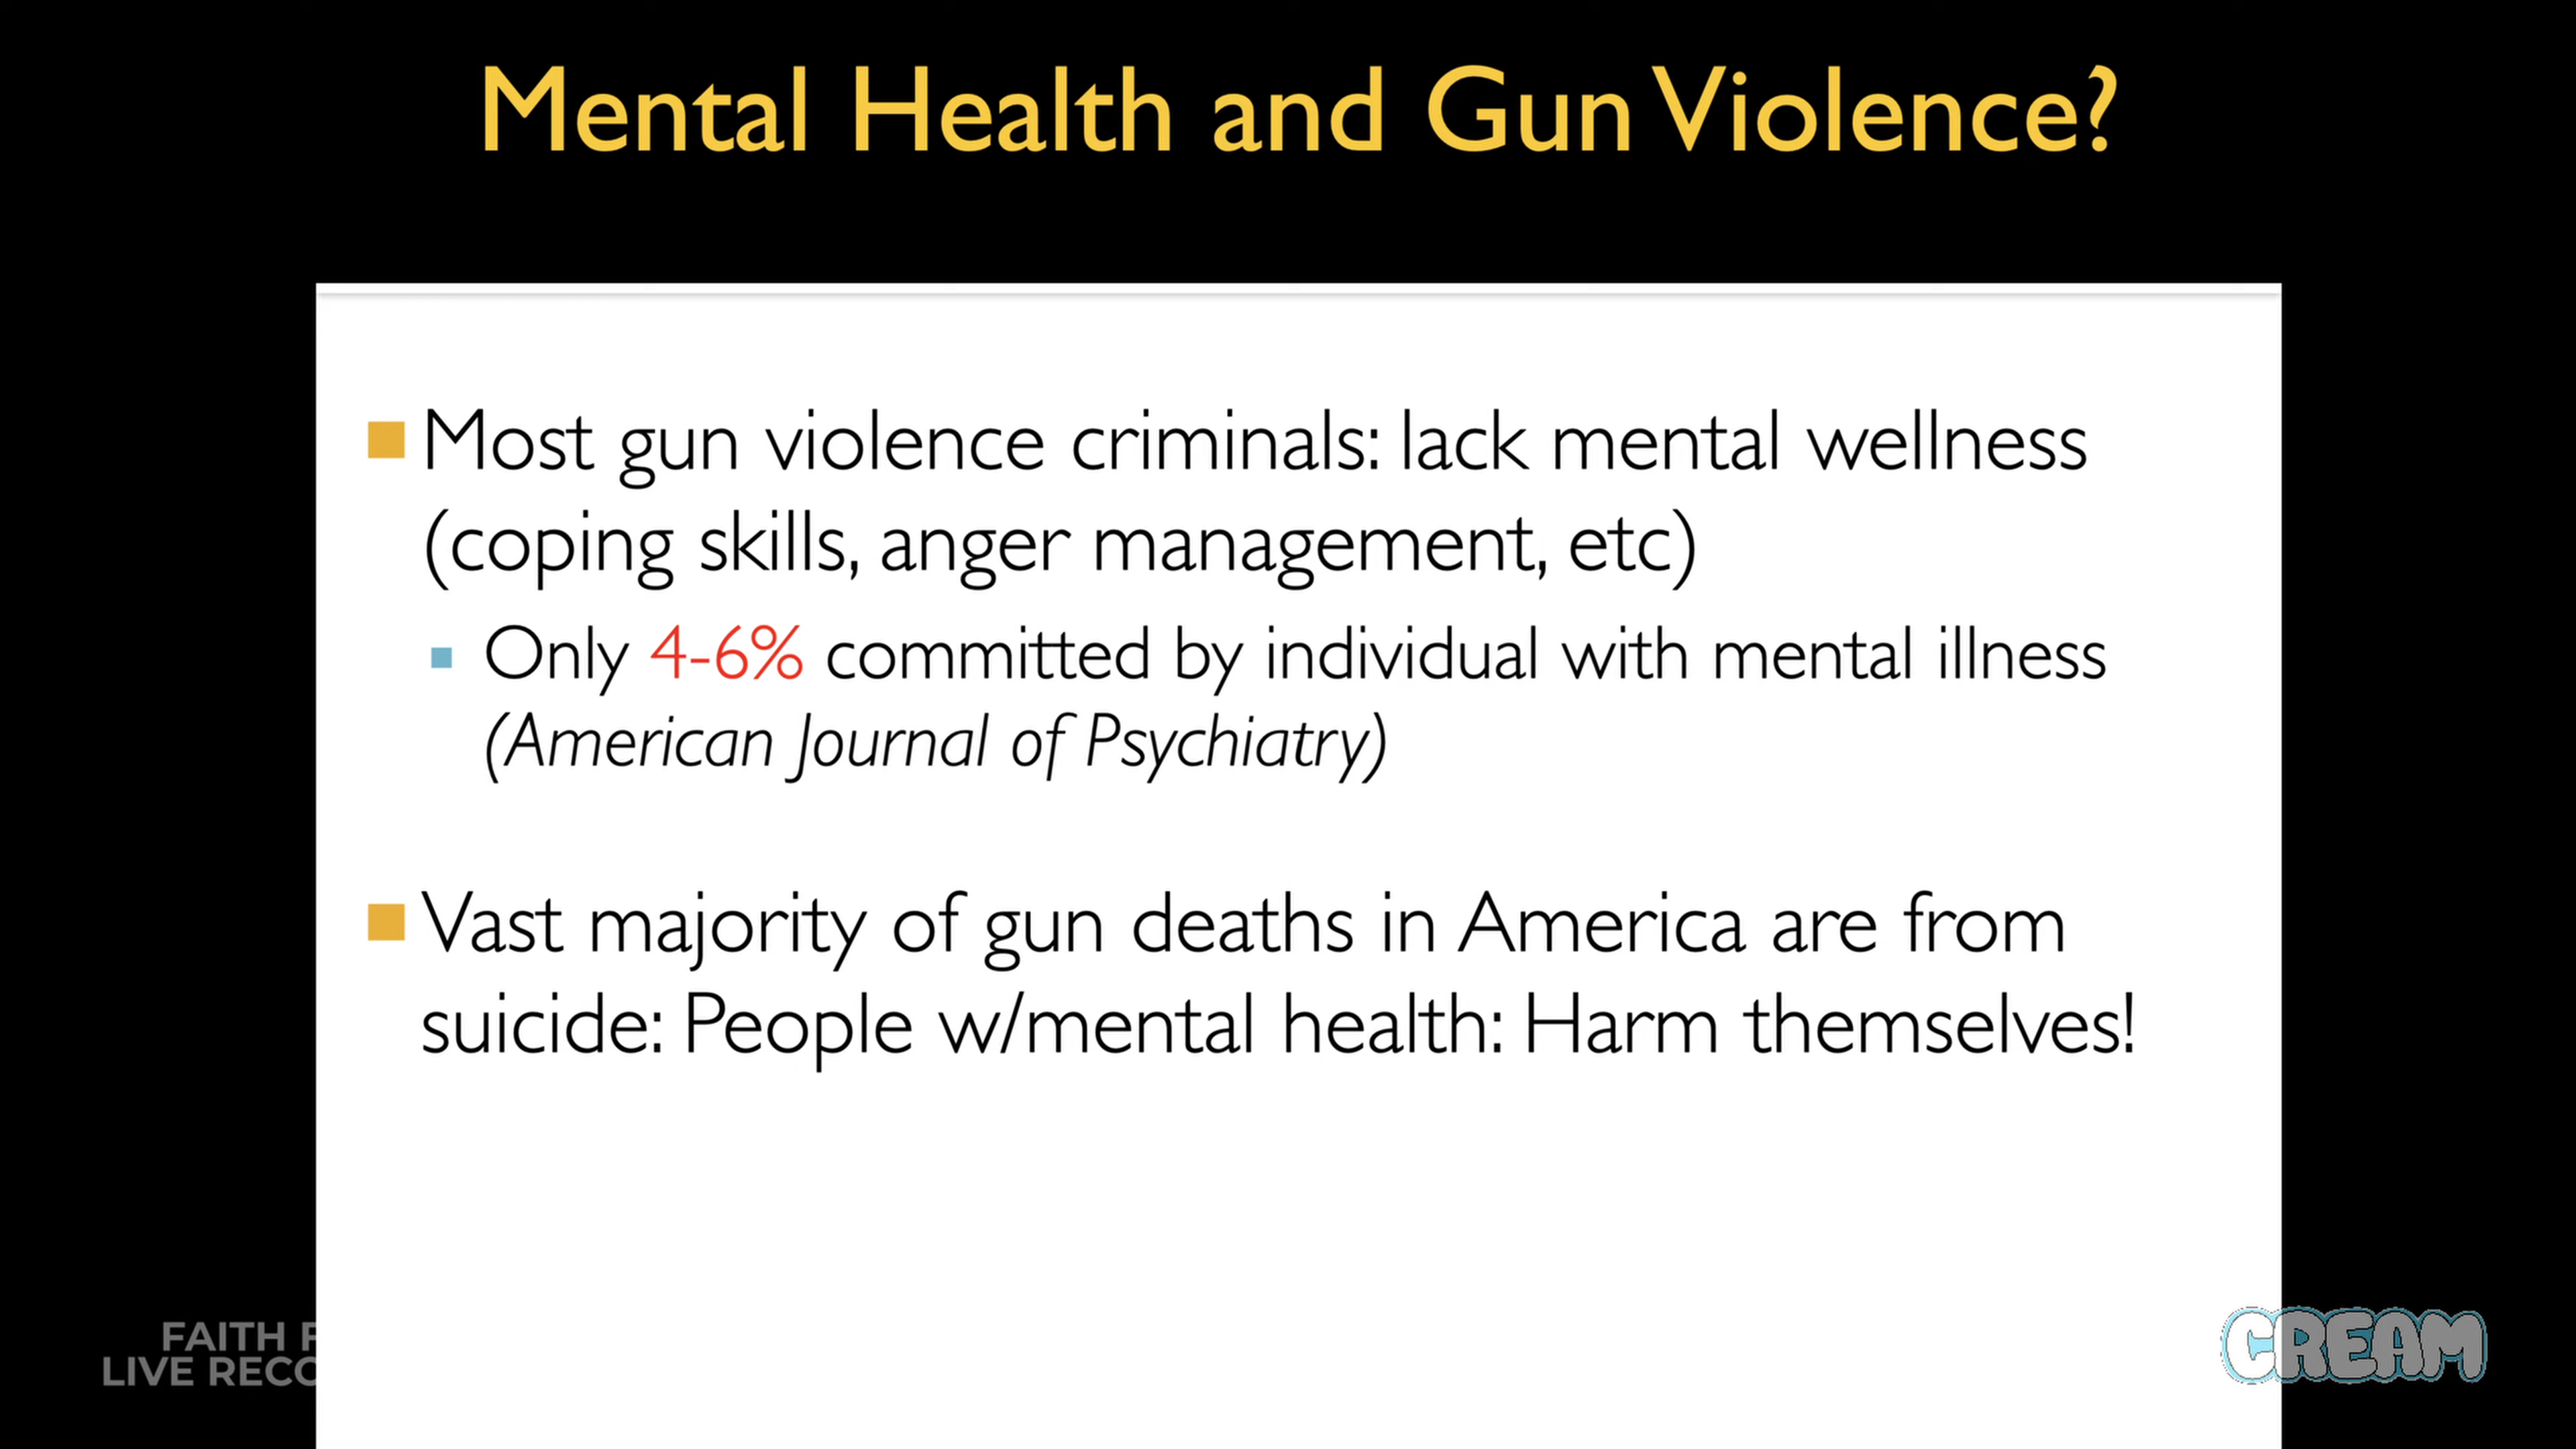 Mental Health and Gun Violence?
Most gun violence criminals: lack mental wellness
(coping skills, anger management, etc)
Only 4-6% committed by individual with mental illness
(American Journal of Psychiatry)
Vast majority of gun deaths in America are from
suicide: People w/mental health: Harm themselves!
FAITH
LIVE
CREAM